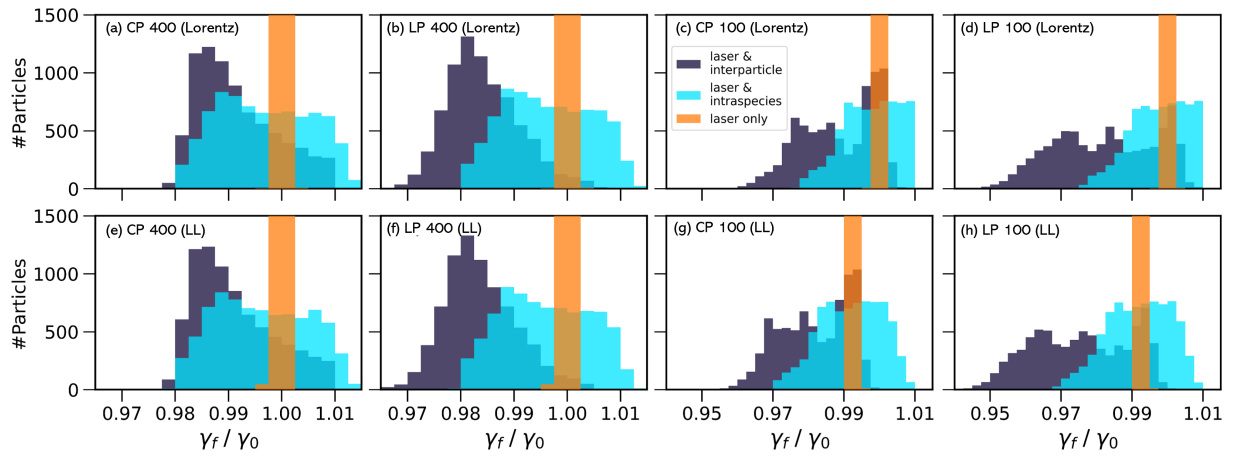 (a) CP 400 (Lorentz) (b) LP 400 (Lorentz) (c) CP 100 (Lorentz) (d) LP 100 (Lorentz)
laser &
interparticle
laser &
intraspecies
laser only
1500
1000
500
0
#Particles
(e) CP 400 (LL) (f) LP 400 (LL) (g) CP 100 (LL) (h) LP 100 (LL)
1500
1000
500
0
#Particles
0.97 0.98 0.99 1.00 1.01 0.97 0.98 0.99 1.00 1.01 0.95 0.97 0.99 1.01 0.95 0.97 0.99 1.01
γf / γ0 γf / γ0 γf / γ0 γf / γ0